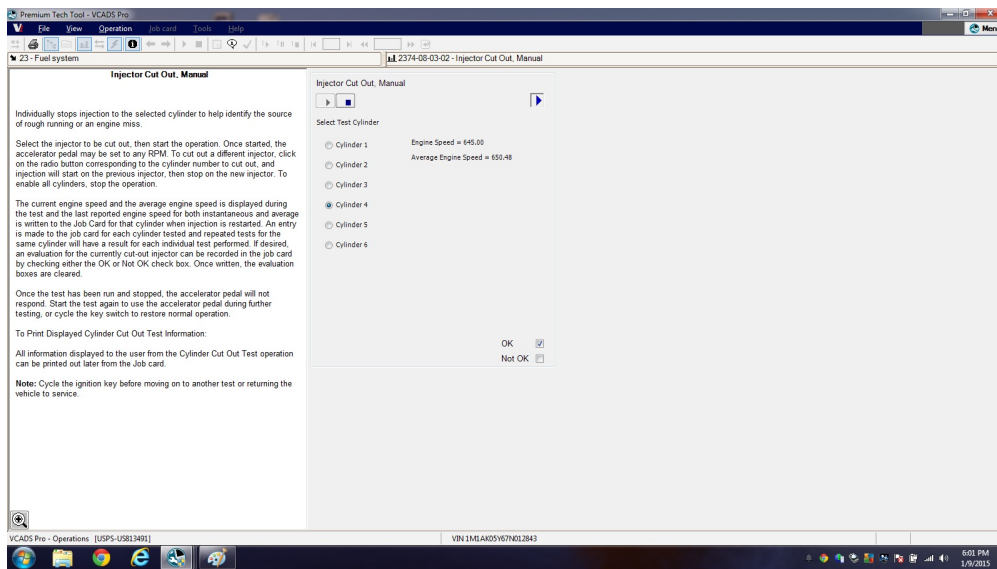 Premium Tech Tool - VCADS Pro
File View Operation Job card Tools Help
Men
23 - Fuel system
2374-08-03-02 - Injector Cut Out, Manual
Injector Cut Out, Manual
Individually stops injection to the selected cylinder to help identify the source
of rough running or an engine miss.
Select the injector to be cut out, then start the operation. Once started, the
accelerator pedal may be set to any RPM. To cut out a different injector, click
on the radio button corresponding to the cylinder number to cut out, and
injection will start on the previous injector, then stop on the new injector. To
enable all cylinders, stop the operation.
The current engine speed and the average engine speed is displayed during
the test and the last reported engine speed for both instantaneous and average
is written to the Job Card for that cylinder when injection is restarted. An entry
is made to the job card for each cylinder tested and repeated tests for the
same cylinder will have a result for each individual test performed. If desired,
an evaluation for the currently cut-out injector can be recorded in the job card
by checking either the OK or Not OK check box. Once written, the evaluation
boxes are cleared.
Once the test has been run and stopped, the accelerator pedal will not
respond. Start the test again to use the accelerator pedal during further
testing, or cycle the key switch to restore normal operation.
To Print Displayed Cylinder Cut Out Test Information:
All information displayed to the user from the Cylinder Cut Out Test operation
can be printed out later from the Job card.
Note: Cycle the ignition key before moving on to another test or returning the
vehicle to service.
Injector Cut Out, Manual
Select Test Cylinder
Cylinder 1
Engine Speed = 645.00
Average Engine Speed = 650.48
Cylinder 2
Cylinder 3
Cylinder 4
Cylinder 5
Cylinder 6
OK
Not OK
VCADS Pro - Operations [USPS-US813491]
VIN 1M1AK05Y67N012843
6:01 PM
1/9/2015